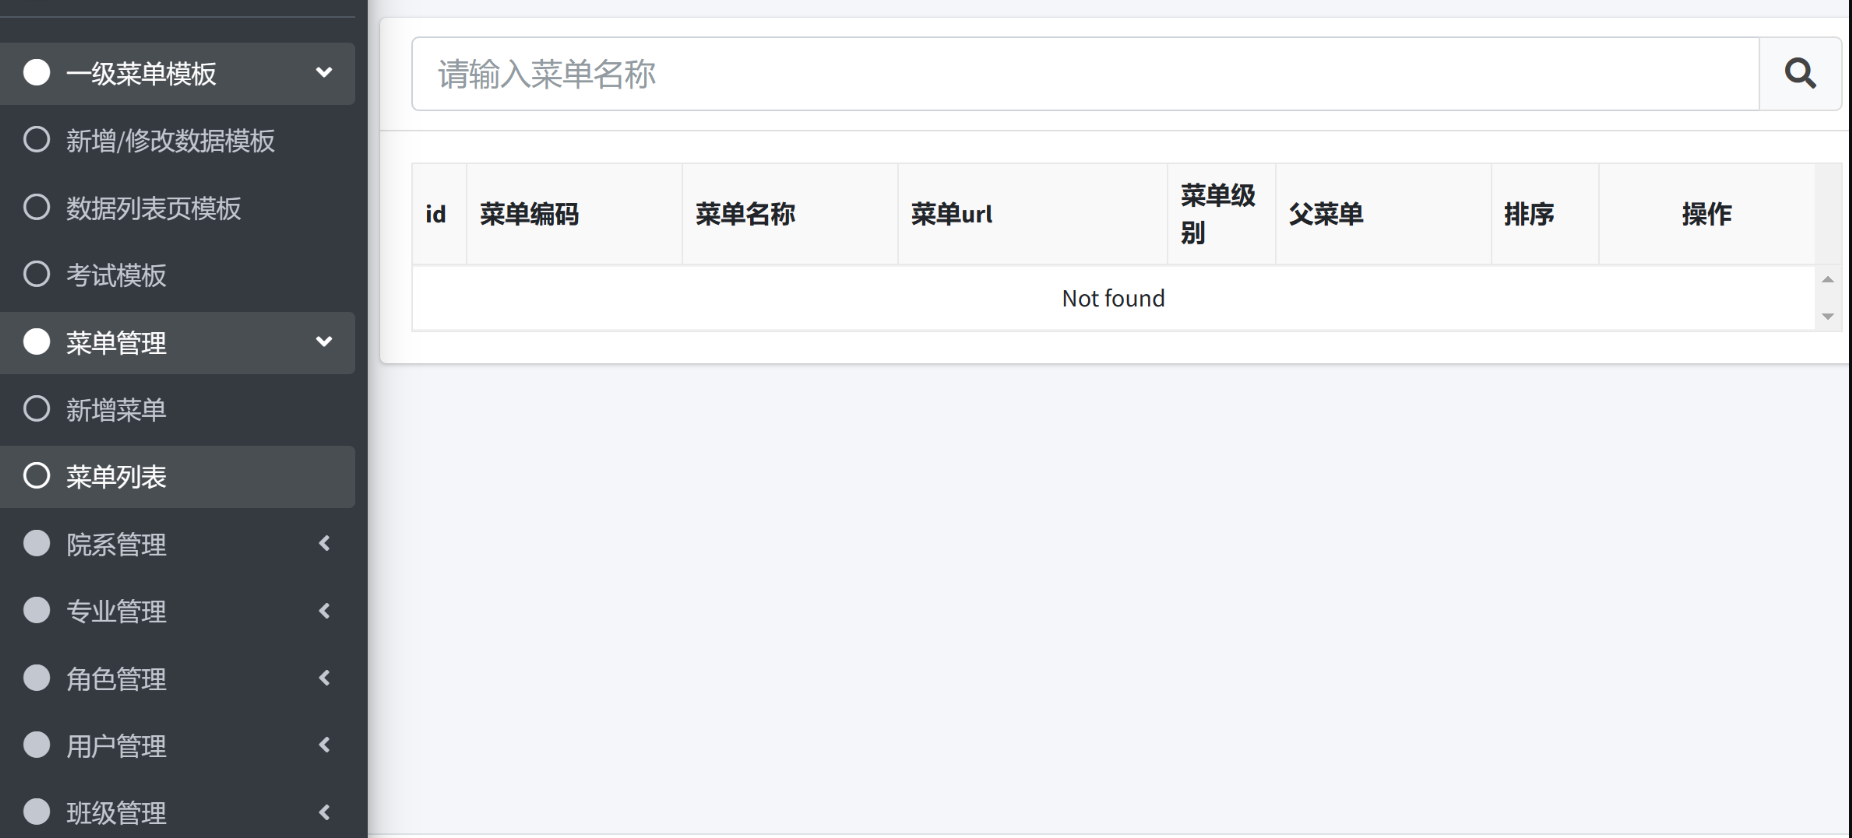 一级菜单模板
新增/修改数据模板
数据列表页模板
考试模板
菜单管理
新增菜单
菜单列表
院系管理
专业管理
角色管理
用户管理
班级管理
请输入菜单名称
id 菜单编码 菜单名称 菜单url 菜单级别 父菜单 排序 操作
Not found